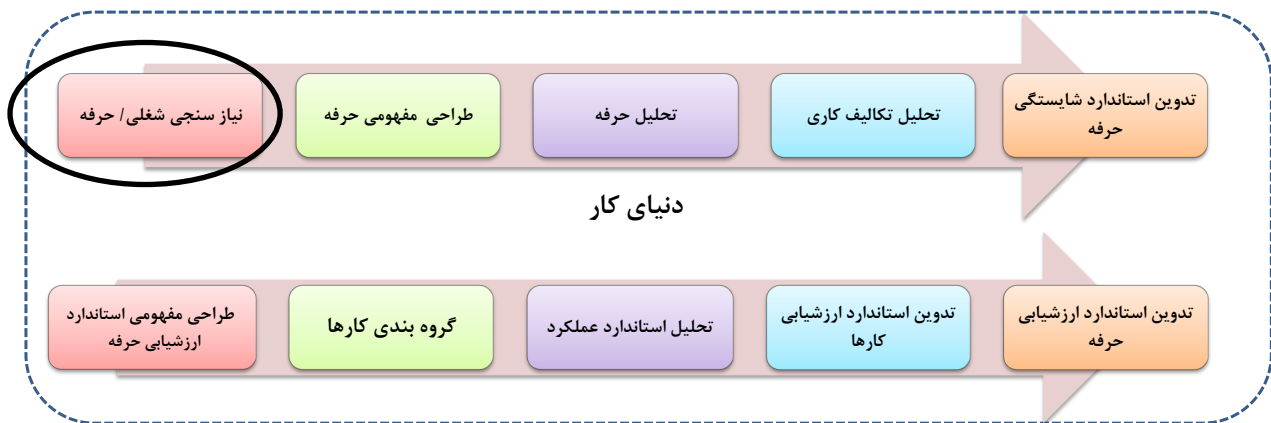 نیاز سنجی شغلی/ حرفه
طراحی مفهومی حرفه
تحلیل حرفه
تحلیل تکالیف کاری
تدوین استاندارد شایستگی
حرفه
دنیای کار
طراحی مفهومی استاندارد
ارزشیابی حرفه
گروه بندی کارها
تحلیل استاندارد عملکرد
تدوین استاندارد ارزشیابی
کارها
تدوین استاندارد ارزشیابی
حرفه